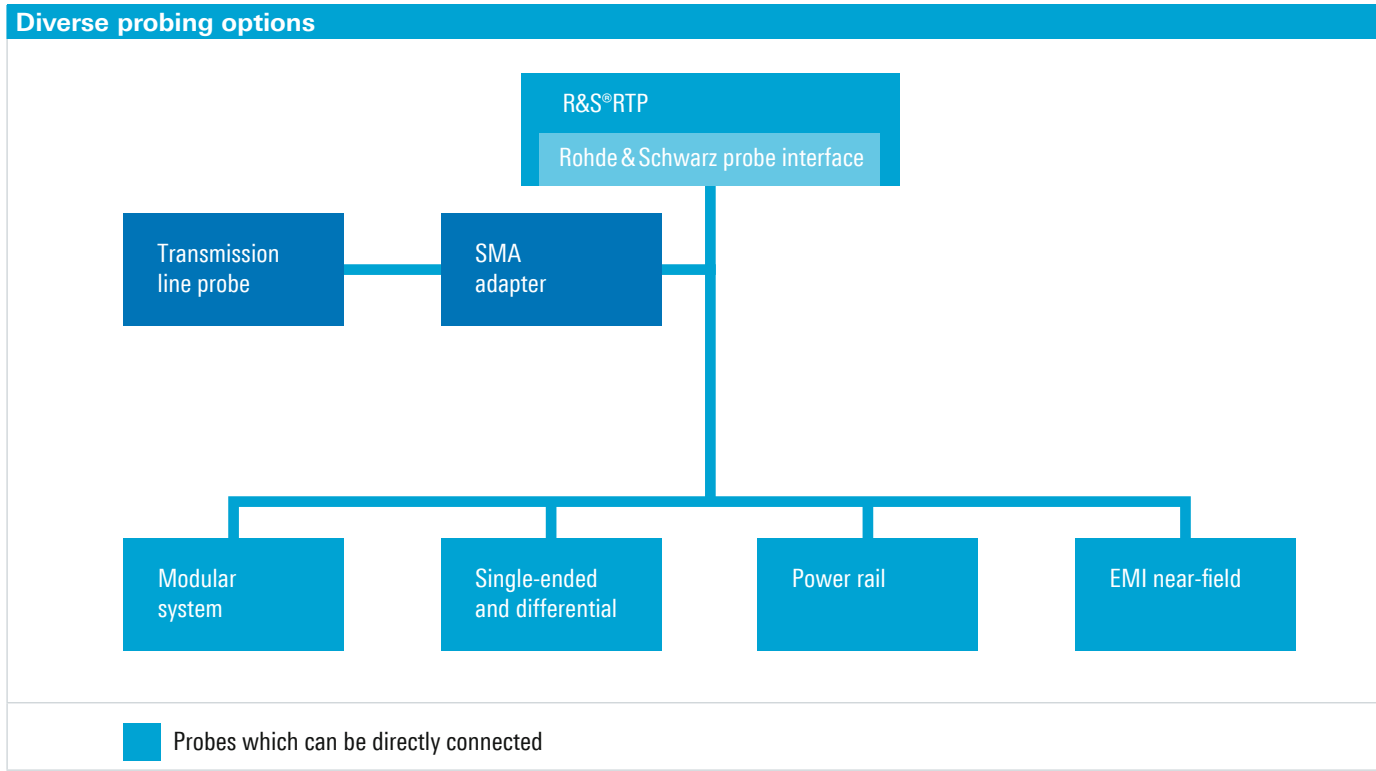 Diverse probing options
R&S®RTP
Rohde & Schwarz probe interface
Transmission
line probe
SMA
adapter
Modular
system
Single-ended
and differential
Power rail
EMI near-field
Probes which can be directly connected